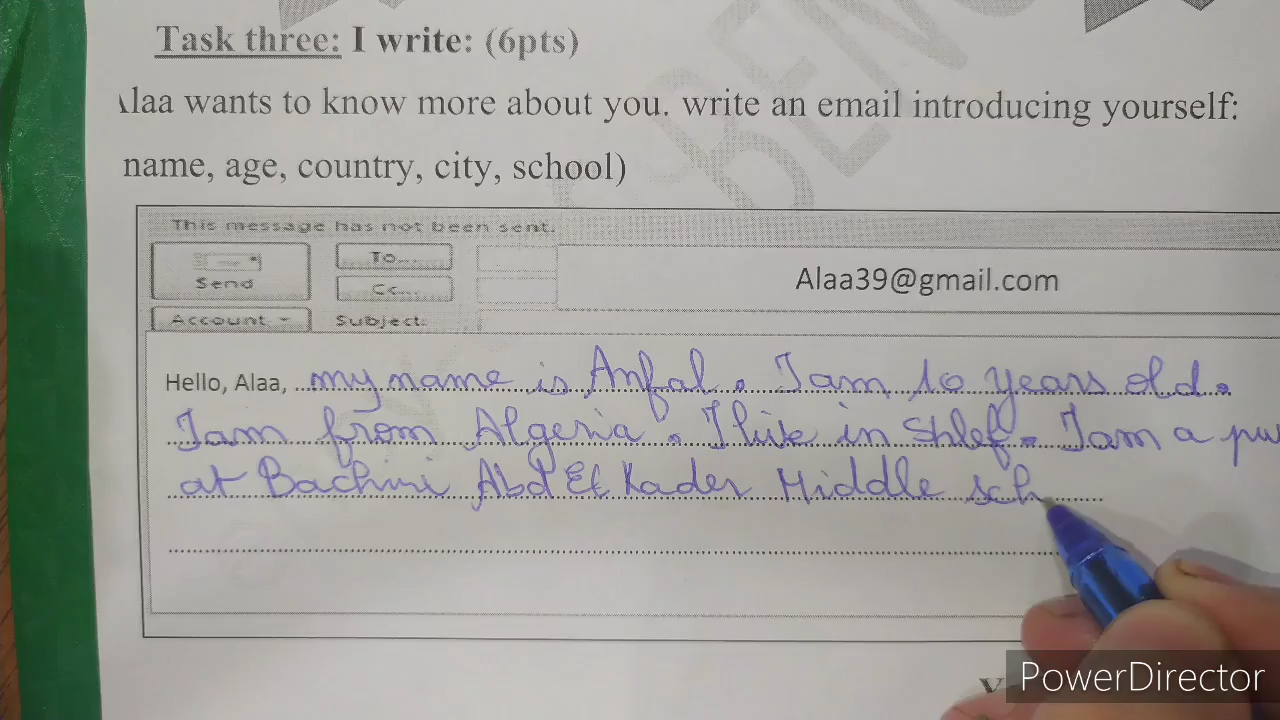 Task three: I write: (6pts)
Alaa wants to know more about you. write an email introducing yourself:
name, age, country, city, school)
This message has not been sent.
Send
To...
Cc...
Alaa39@gmail.com
Account
Subject:
Hello, Alaa, my name is Anfal. I am 10 years old.
I am from Algeria. I live in Shlef. I am a pu
at Bachini Abd El Kader Middle sch
PowerDirector